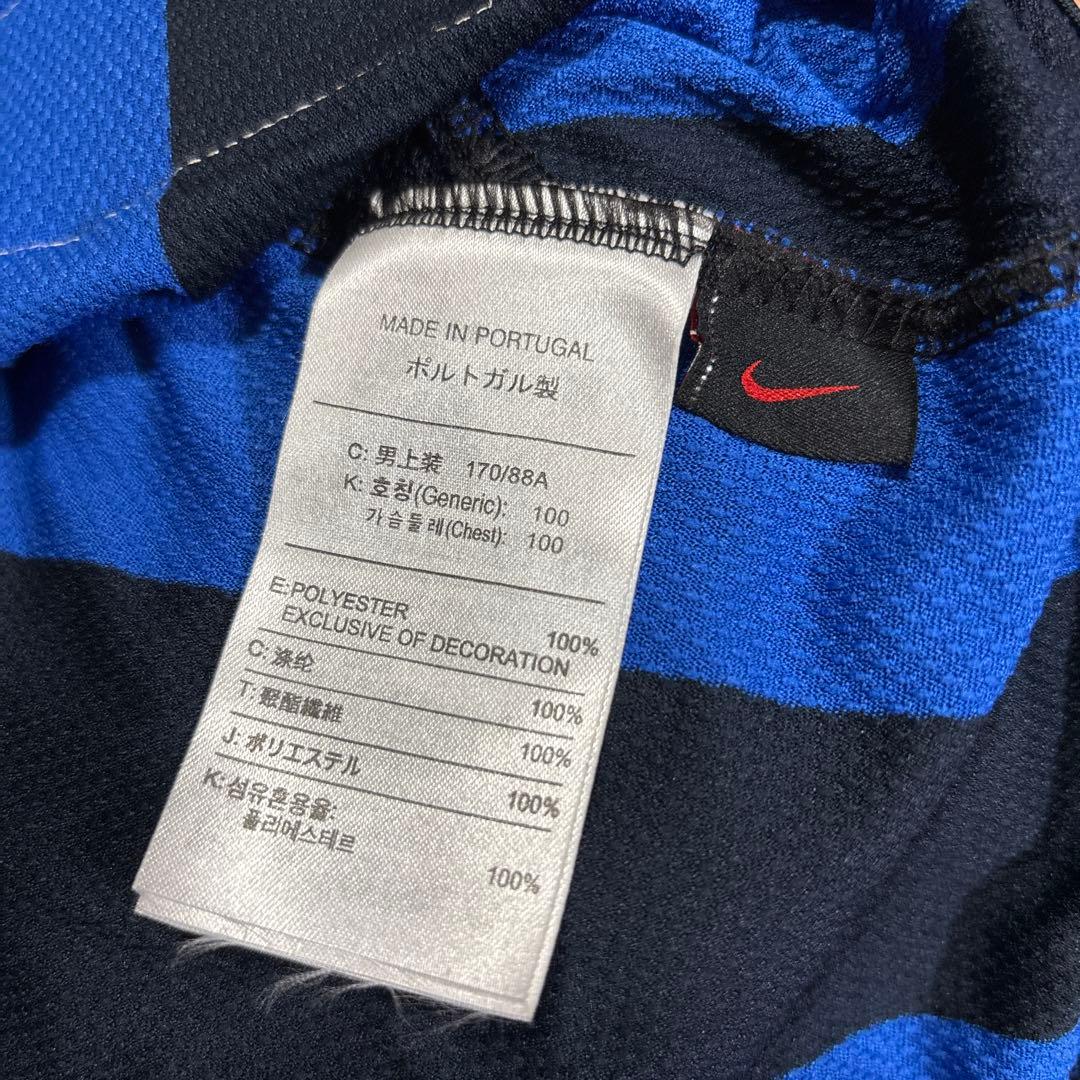 MADE IN PORTUGAL
ポルトガル製
C: 男上装 170/88A
K: 호칭(Generic): 100
가슴둘레(Chest): 100
E:POLYESTER 100%
EXCLUSIVE OF DECORATION
C: 涤纶 100%
T: 聚酯纖維 100%
J: ポリエステル 100%
K:섬유혼용율:
폴리에스테르 100%